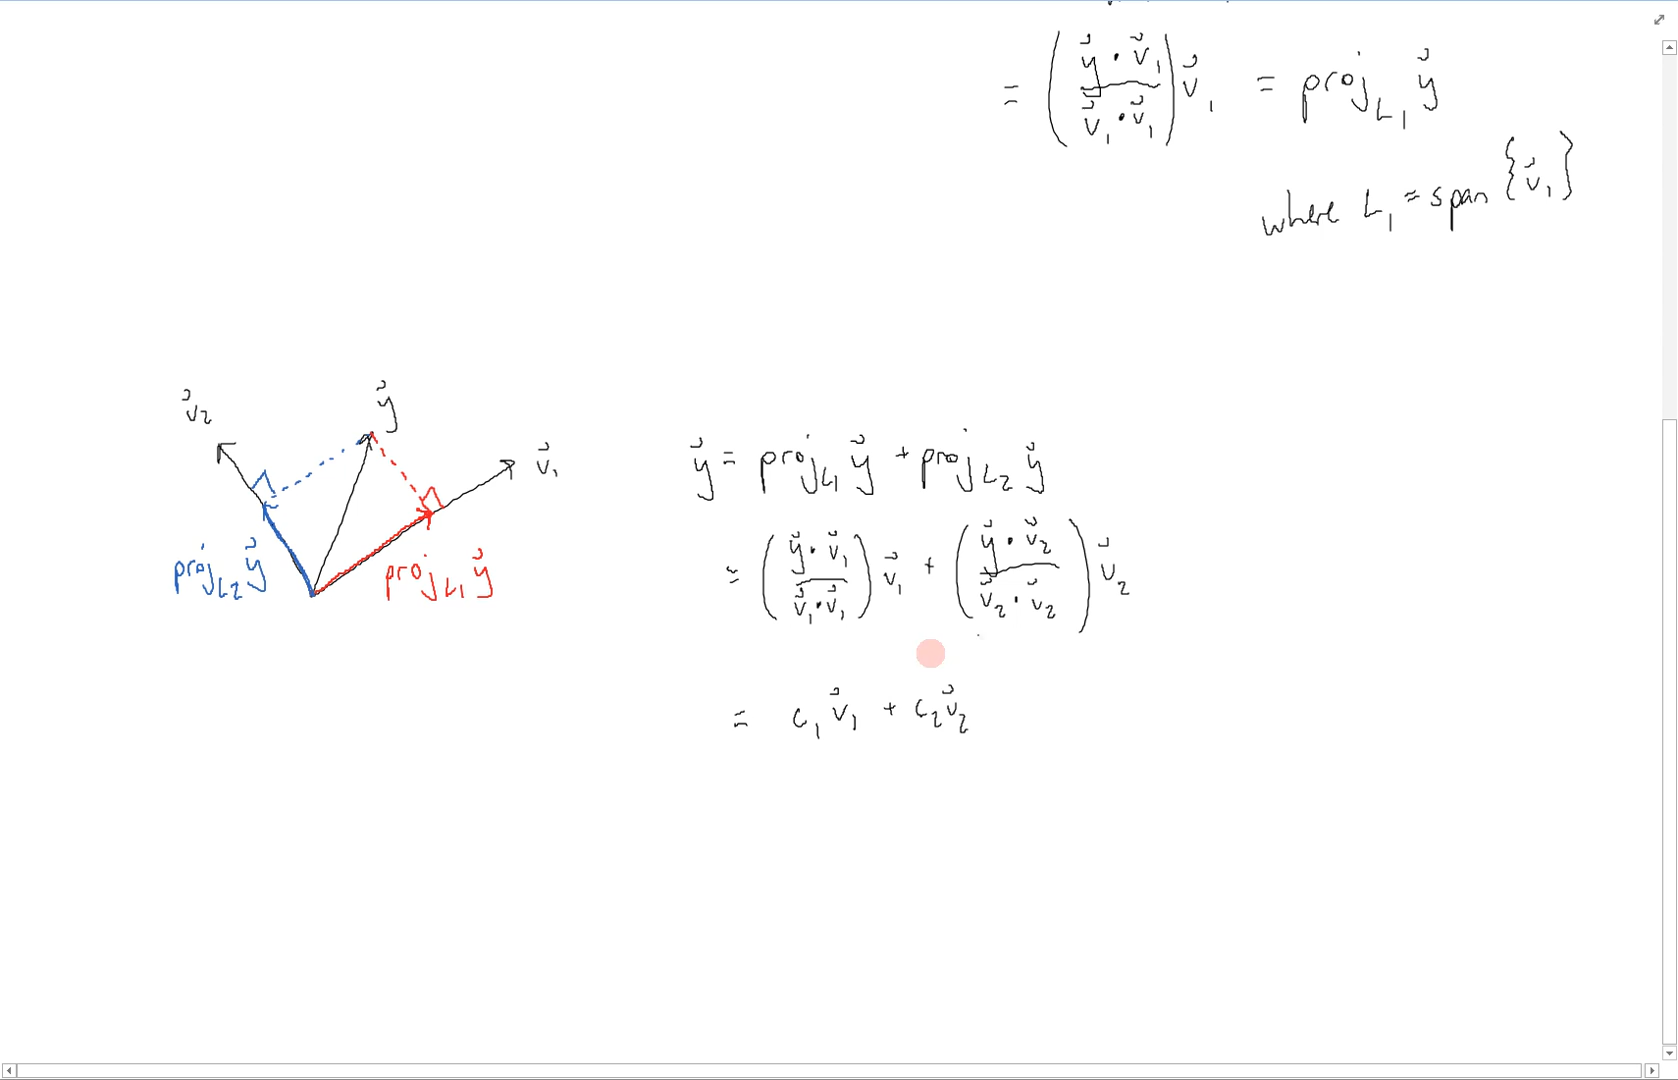 = (y⃗ · v⃗₁ / v⃗₁ · v⃗₁) v⃗₁ = proj_L₁ y⃗
where L₁ = span {v⃗₁}
v⃗₂
y⃗
v⃗₁
proj_L₂ y⃗
proj_L₁ y⃗
y⃗ = proj_L₁ y⃗ + proj_L₂ y⃗
= (y⃗ · v⃗₁ / v⃗₁ · v⃗₁) v⃗₁ + (y⃗ · v⃗₂ / v⃗₂ · v⃗₂) v⃗₂
= c₁v⃗₁ + c₂v⃗₂